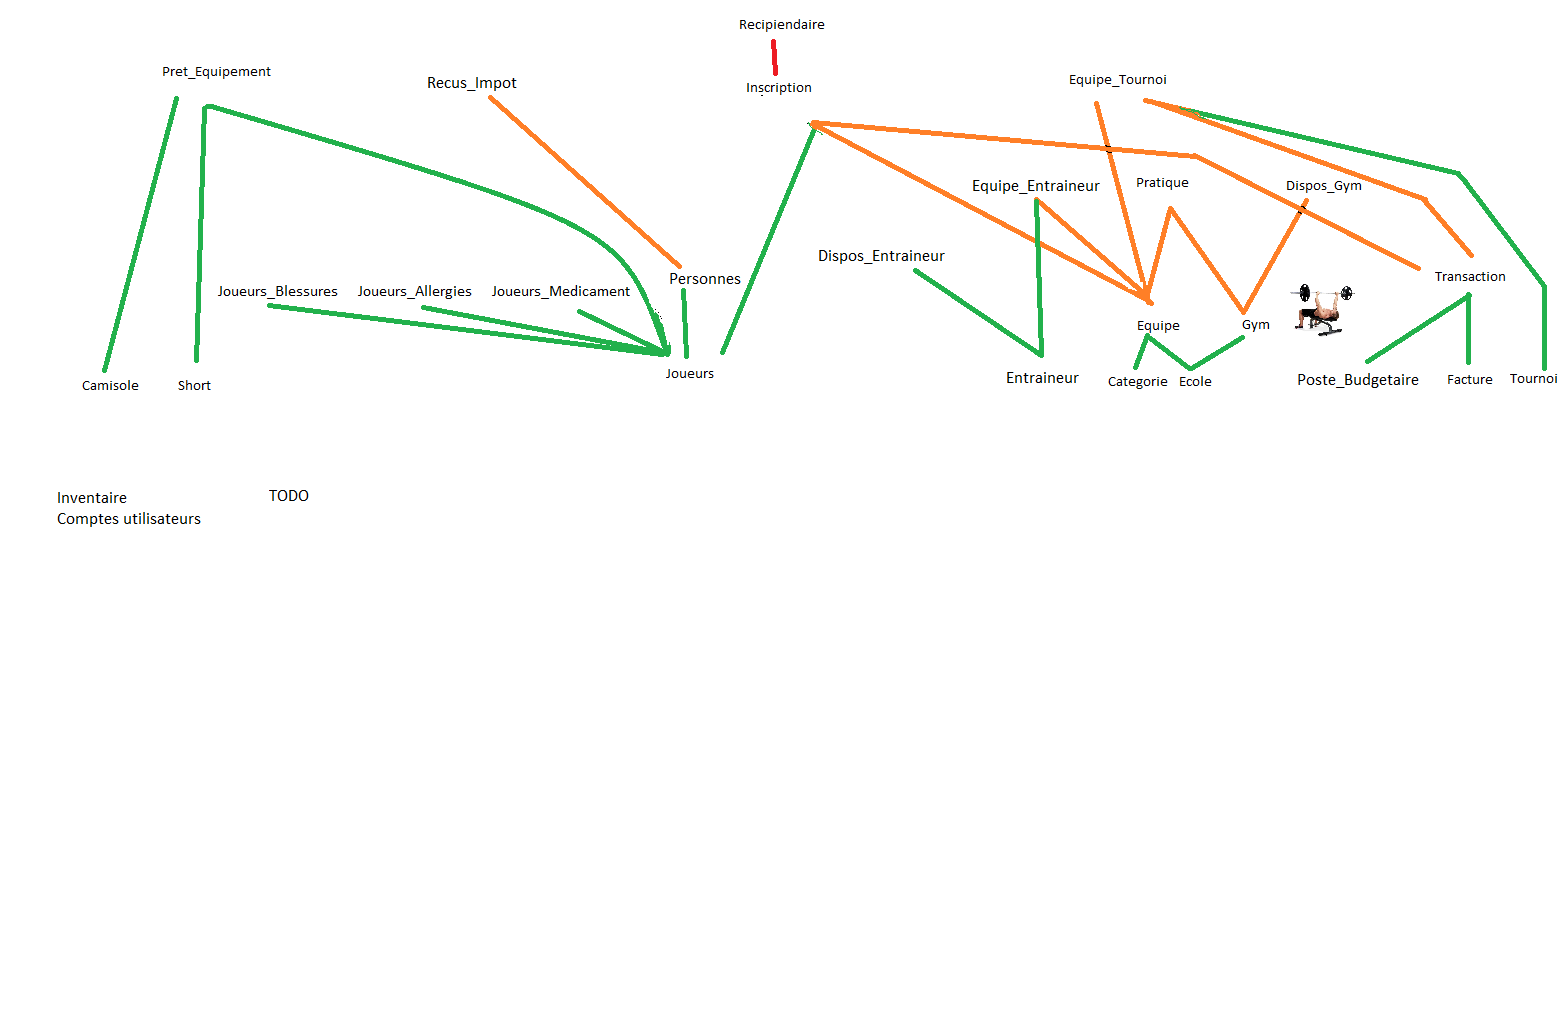 Recipiendaire
Pret_Equipement
Recus_Impot
Inscription
Equipe_Tournoi
Equipe_Entraineur
Pratique
Dispos_Gym
Dispos_Entraineur
Personnes
Transaction
Joueurs_Blessures
Joueurs_Allergies
Joueurs_Medicament
Equipe
Gym
Camisole
Short
Joueurs
Entraineur
Categorie
Ecole
Poste_Budgetaire
Facture
Tournoi
Inventaire
TODO
Comptes utilisateurs